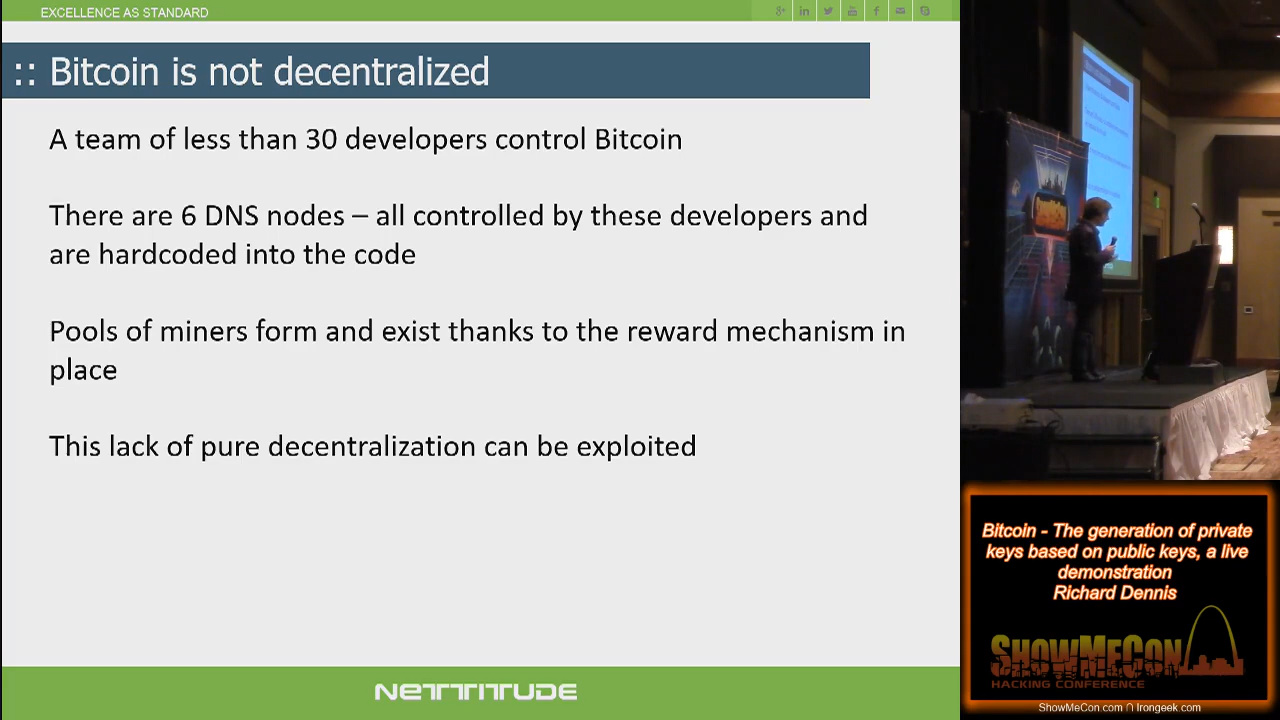 EXCELLENCE AS STANDARD
:: Bitcoin is not decentralized
A team of less than 30 developers control Bitcoin
There are 6 DNS nodes – all controlled by these developers and
are hardcoded into the code
Pools of miners form and exist thanks to the reward mechanism in
place
This lack of pure decentralization can be exploited
NETTITUDE
Bitcoin - The generation of private
keys based on public keys, a live
demonstration
Richard Dennis
SHOWMECON
HACKING CONFERENCE
ShowMeCon.com ∩ Irongeek.com